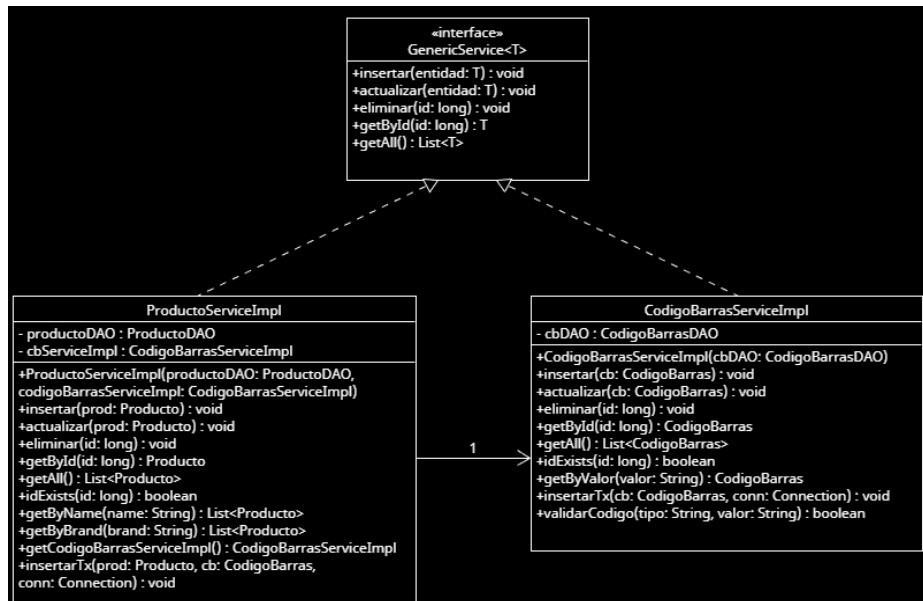 «interface»
GenericService<T>
+insertar(entidad: T) : void
+actualizar(entidad: T) : void
+eliminar(id: long) : void
+getById(id: long) : T
+getAll() : List<T>
ProductoServiceImpl
- productoDAO : ProductoDAO
- cbServiceImpl : CodigoBarrasServiceImpl
+ProductoServiceImpl(productoDAO: ProductoDAO,
codigoBarrasServiceImpl: CodigoBarrasServiceImpl)
+insertar(prod: Producto) : void
+actualizar(prod: Producto) : void
+eliminar(id: long) : void
+getById(id: long) : Producto
+getAll() : List<Producto>
+idExists(id: long) : boolean
+getByName(name: String) : List<Producto>
+getByBrand(brand: String) : List<Producto>
+getCodigoBarrasServiceImpl() : CodigoBarrasServiceImpl
+insertarTx(prod: Producto, cb: CodigoBarras,
conn: Connection) : void
1
CodigoBarrasServiceImpl
- cbDAO : CodigoBarrasDAO
+CodigoBarrasServiceImpl(cbDAO: CodigoBarrasDAO)
+insertar(cb: CodigoBarras) : void
+actualizar(cb: CodigoBarras) : void
+eliminar(id: long) : void
+getById(id: long) : CodigoBarras
+getAll() : List<CodigoBarras>
+idExists(id: long) : boolean
+getByValor(valor: String) : CodigoBarras
+insertarTx(cb: CodigoBarras, conn: Connection) : void
+validarCodigo(tipo: String, valor: String) : boolean